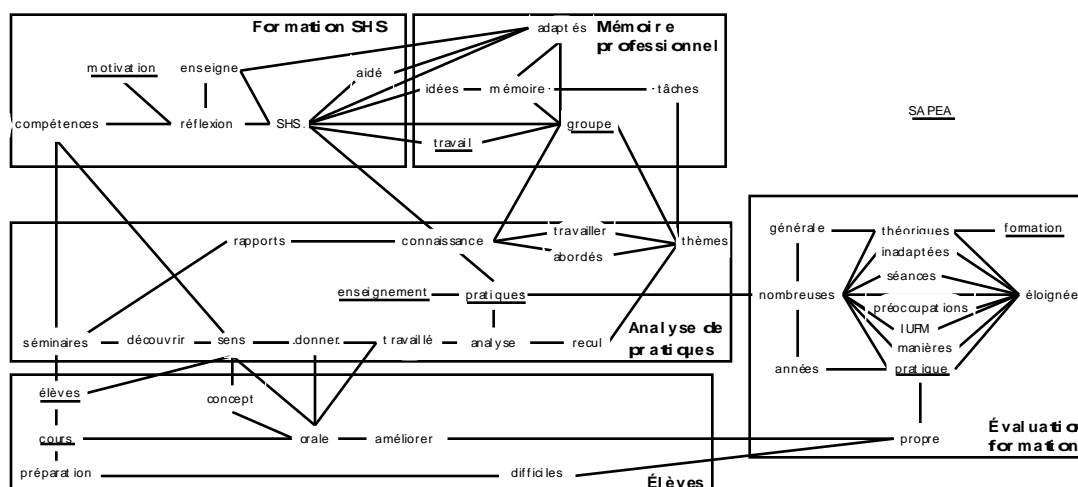 Formation SHS
adaptés
Mémoire
professionnel
motivation
enseigne
aidé
idées
mémoire
tâches
SAPEA
compétences
réflexion
SHS.
groupe
travail
générale
théoriques
formation
travailler
rapports
connaissance
thèmes
abordés
inadaptées
séances
enseignement
pratiques
nombreuses
préoccupations
éloignée
IUFM
Analyse de
pratiques
séminaires
découvrir
sens
donner
travaillé
analyse
recul
manières
années
pratique
élèves
concept
cours
orale
améliorer
propre
Évaluation
formation
préparation
difficiles
Élèves